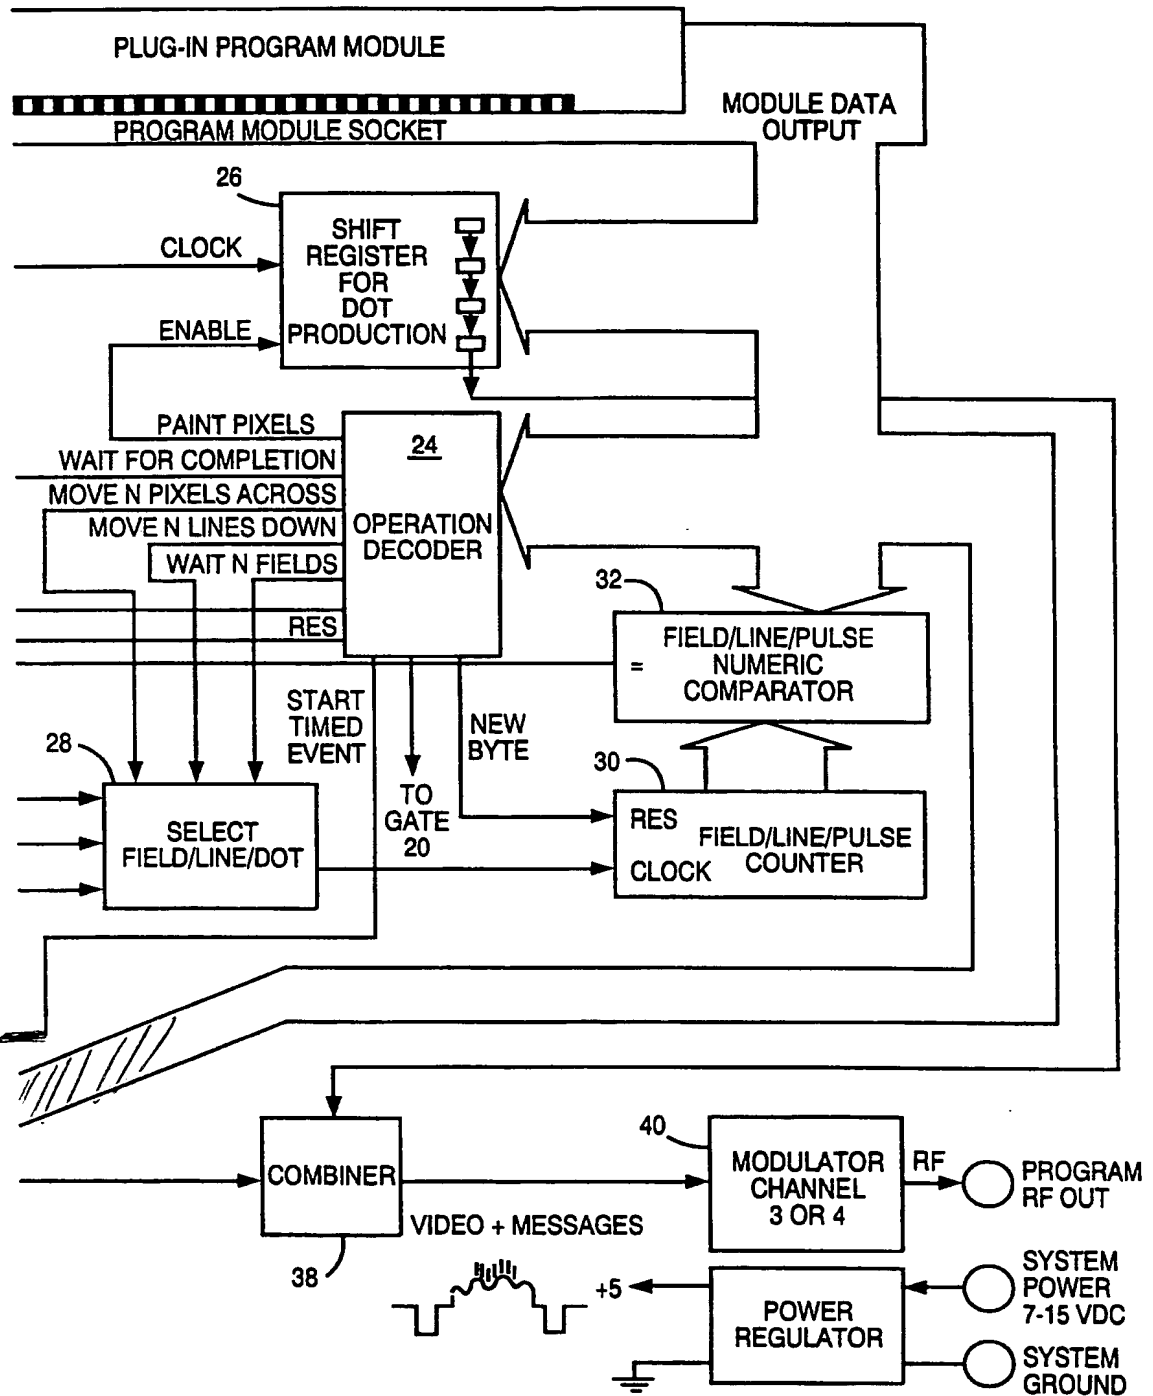 PLUG-IN PROGRAM MODULE
MODULE DATA
OUTPUT
PROGRAM MODULE SOCKET
26
SHIFT
REGISTER
FOR
DOT
PRODUCTION
CLOCK
ENABLE
PAINT PIXELS
24
WAIT FOR COMPLETION
MOVE N PIXELS ACROSS
MOVE N LINES DOWN
OPERATION
DECODER
WAIT N FIELDS
32
RES
FIELD/LINE/PULSE
NUMERIC
COMPARATOR
=
START
TIMED
EVENT
NEW
BYTE
28
30
TO
GATE
20
RES
FIELD/LINE/PULSE
COUNTER
CLOCK
SELECT
FIELD/LINE/DOT
40
COMBINER
MODULATOR
CHANNEL
3 OR 4
RF
PROGRAM
RF OUT
VIDEO + MESSAGES
38
+5
POWER
REGULATOR
SYSTEM
POWER
7-15 VDC
SYSTEM
GROUND